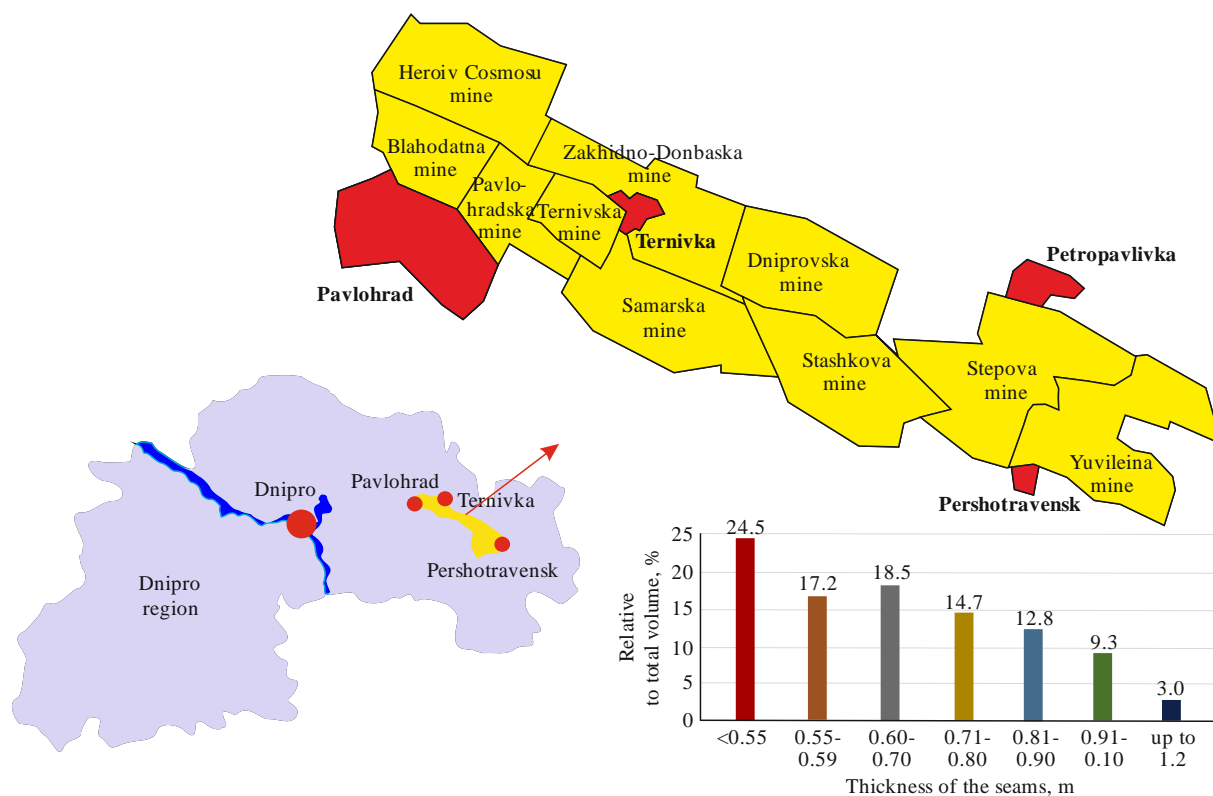 Heroiv Cosmosu
mine
Blahodatna
mine
Zakhidno-Donbaska
mine
Pavlo-
hradska
mine
Ternivska
mine
Ternivka
Pavlohrad
Dniprovska
mine
Petropavlivka
Samarska
mine
Stashkova
mine
Stepova
mine
Yuvileina
mine
Pershotravensk
Dnipro
Pavlohrad
Ternivka
Pershotravensk
Dnipro
region
Relative
to total volume, %
25
20
15
10
5
0
24.5
17.2
18.5
14.7
12.8
9.3
3.0
<0.55
0.55-
0.59
0.60-
0.70
0.71-
0.80
0.81-
0.90
0.91-
0.10
up to
1.2
Thickness of the seams, m